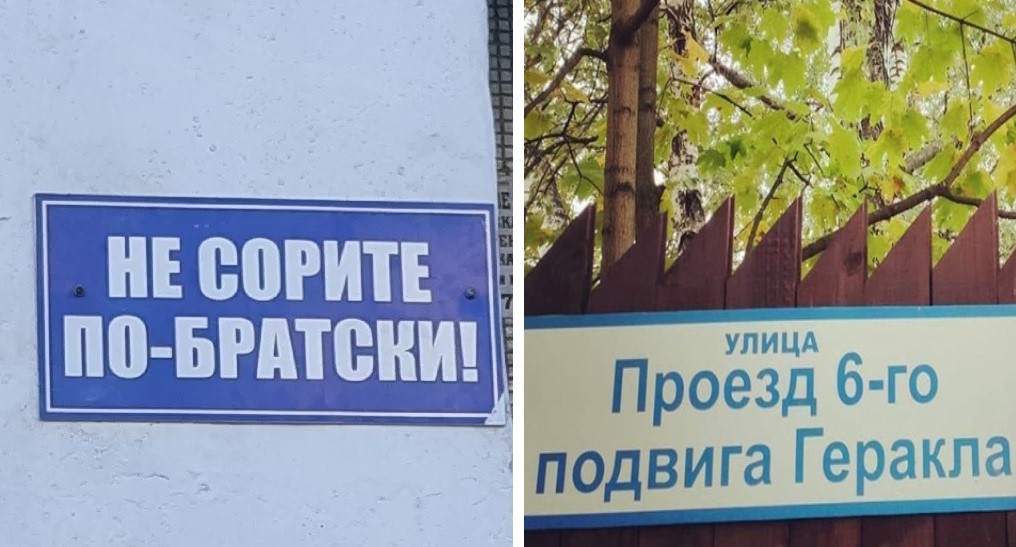 НЕ СОРИТЕ
ПО-БРАТСКИ!
УЛИЦА
Проезд 6-го
подвига Геракла